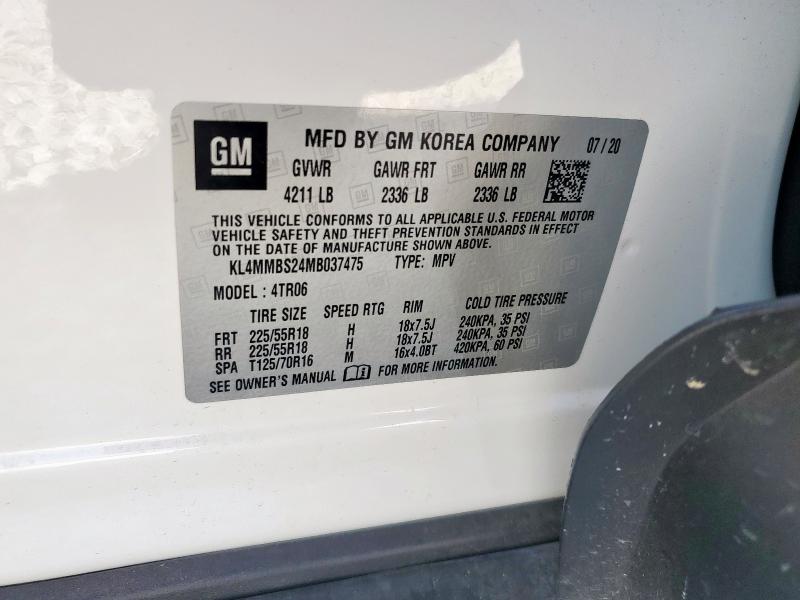 GM MFD BY GM KOREA COMPANY 07/20
GVWR GAWR FRT GAWR RR
4211 LB 2336 LB 2336 LB
THIS VEHICLE CONFORMS TO ALL APPLICABLE U.S. FEDERAL MOTOR
VEHICLE SAFETY AND THEFT PREVENTION STANDARDS IN EFFECT
ON THE DATE OF MANUFACTURE SHOWN ABOVE.
KL4MMBS24MB037475 TYPE: MPV
MODEL : 4TR06
TIRE SIZE SPEED RTG RIM COLD TIRE PRESSURE
FRT 225/55R18 H 18x7.5J 240KPA, 35 PSI
RR 225/55R18 H 18x7.5J 240KPA, 35 PSI
SPA T125/70R16 M 16x4.0BT 420KPA, 60 PSI
SEE OWNER'S MANUAL FOR MORE INFORMATION.